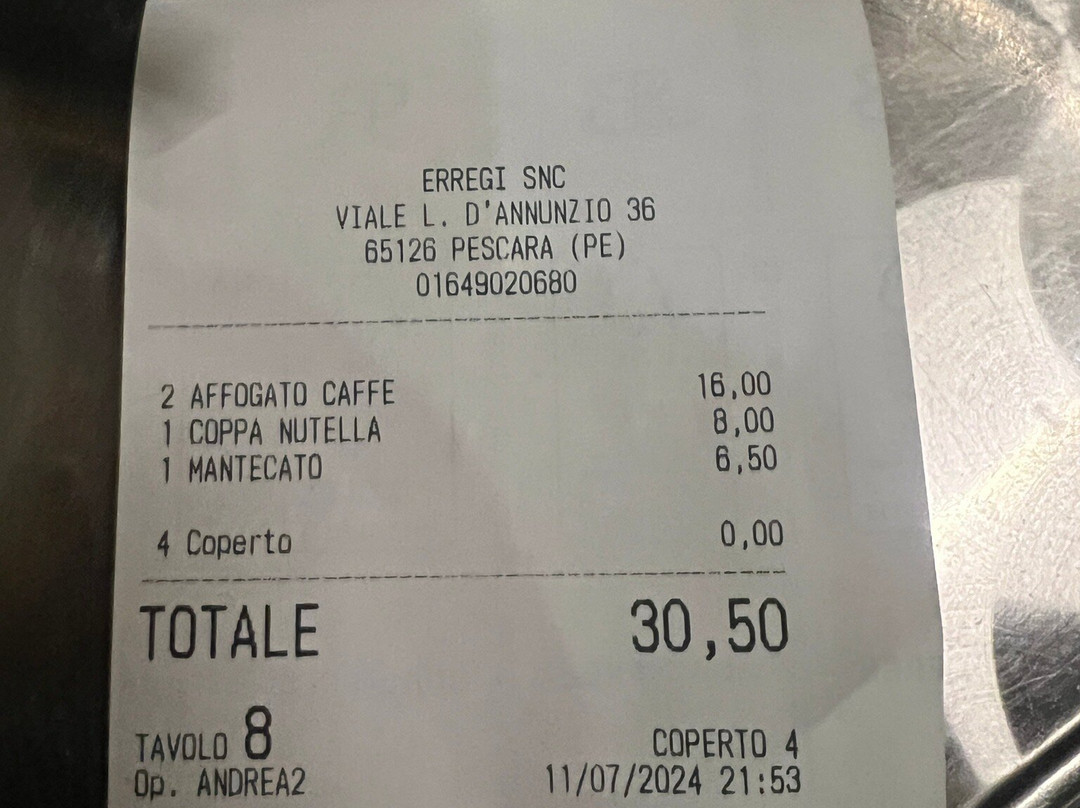 ERREGI SNC
VIALE L. D'ANNUNZIO 36
65126 PESCARA (PE)
01649020680
2 AFFOGATO CAFFE 16,00
1 COPPA NUTELLA 8,00
1 MANTECATO 6,50
4 Coperto 0,00
TOTALE 30,50
TAVOLO 8 COPERTO 4
Op. ANDREA2 11/07/2024 21:53